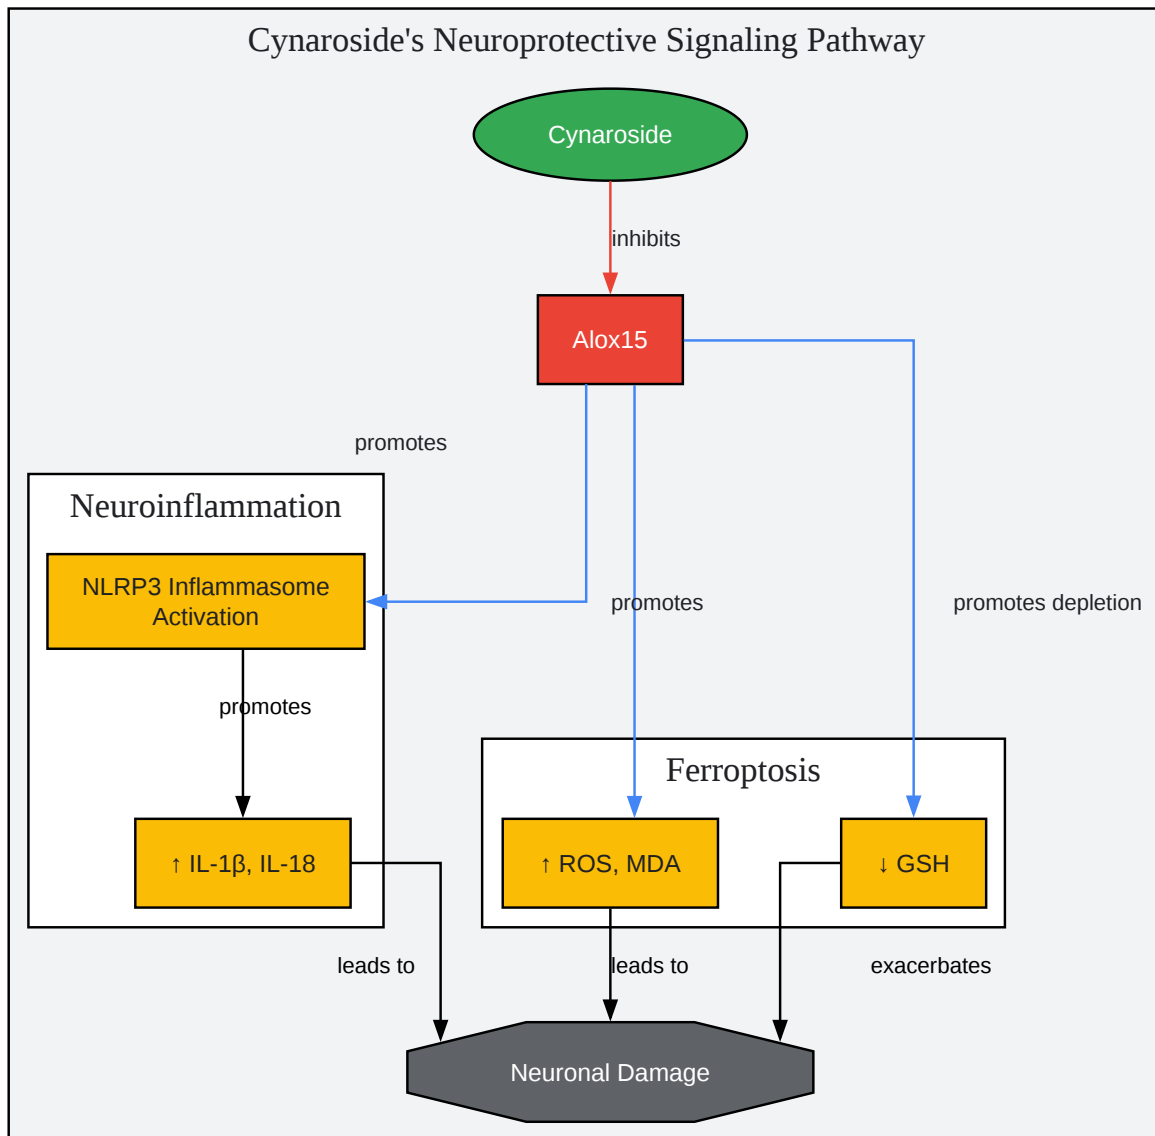 Cynaroside's Neuroprotective Signaling Pathway
Cynaroside
inhibits
Alox15
promotes
Neuroinflammation
NLRP3 Inflammasome
Activation
promotes
promotes depletion
promotes
Ferroptosis
↑ IL-1β, IL-18
↑ ROS, MDA
↓ GSH
leads to
leads to
exacerbates
Neuronal Damage